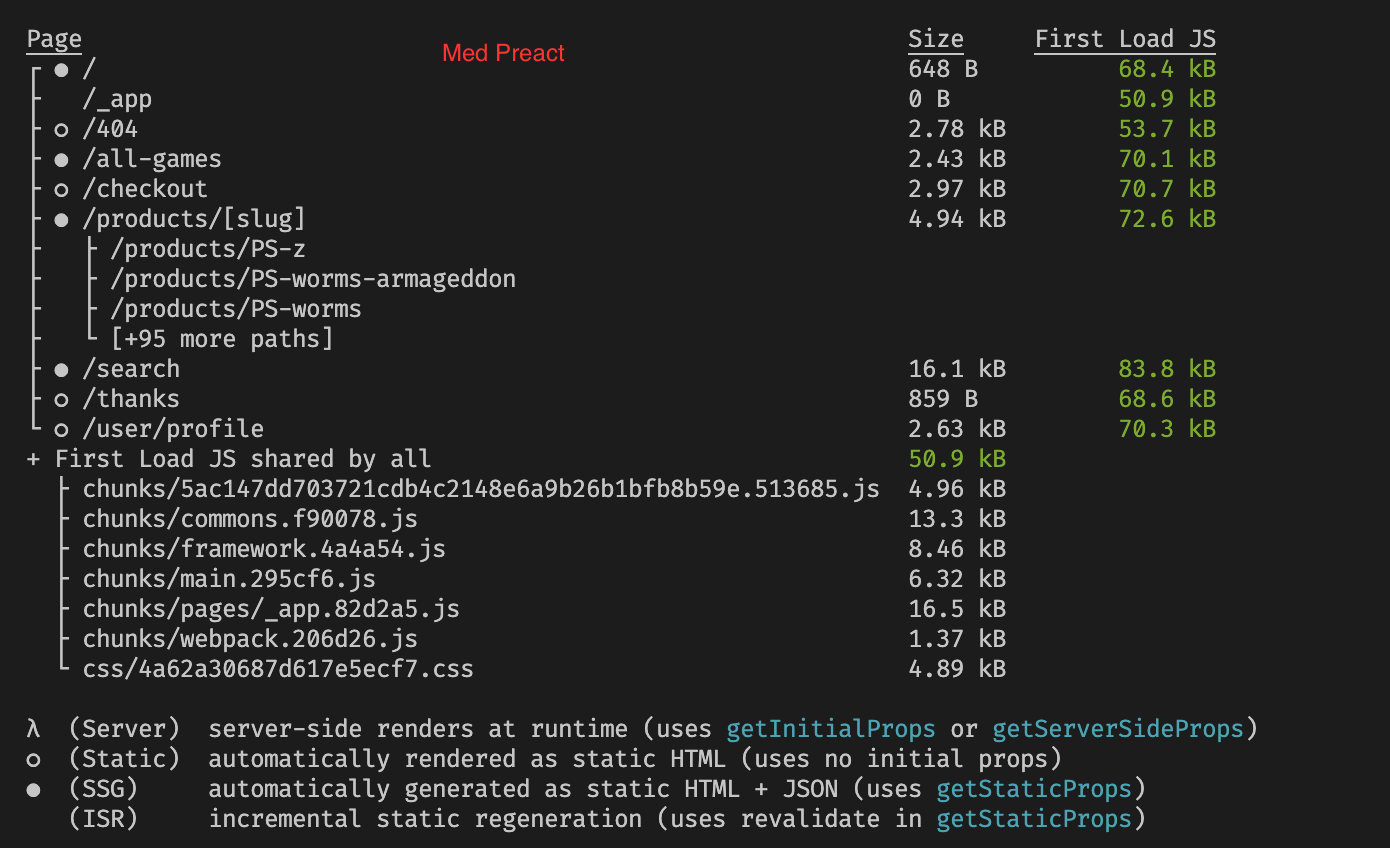 Page Size First Load JS
Med Preact
┌ ● / 648 B 68.4 kB
├ /_app 0 B 50.9 kB
├ ○ /404 2.78 kB 53.7 kB
├ ● /all-games 2.43 kB 70.1 kB
├ ○ /checkout 2.97 kB 70.7 kB
├ ● /products/[slug] 4.94 kB 72.6 kB
├ ├ /products/PS-z
├ ├ /products/PS-worms-armageddon
├ ├ /products/PS-worms
├ └ [+95 more paths]
├ ● /search 16.1 kB 83.8 kB
├ ○ /thanks 859 B 68.6 kB
└ ○ /user/profile 2.63 kB 70.3 kB
+ First Load JS shared by all 50.9 kB
├ chunks/5ac147dd703721cdb4c2148e6a9b26b1bfb8b59e.513685.js 4.96 kB
├ chunks/commons.f90078.js 13.3 kB
├ chunks/framework.4a4a54.js 8.46 kB
├ chunks/main.295cf6.js 6.32 kB
├ chunks/pages/_app.82d2a5.js 16.5 kB
├ chunks/webpack.206d26.js 1.37 kB
└ css/4a62a30687d617e5ecf7.css 4.89 kB
λ (Server) server-side renders at runtime (uses getInitialProps or getServerSideProps)
○ (Static) automatically rendered as static HTML (uses no initial props)
● (SSG) automatically generated as static HTML + JSON (uses getStaticProps)
(ISR) incremental static regeneration (uses revalidate in getStaticProps)